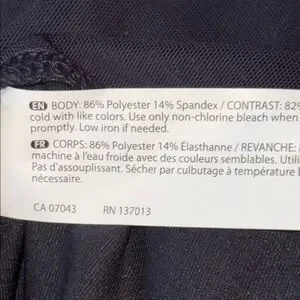 EN BODY: 86% Polyester 14% Spandex / CONTRAST: 82%
cold with like colors. Use only non-chlorine bleach when
promptly. Low iron if needed.
FR CORPS: 86% Polyester 14% Élasthanne / REVANCHE:
machine à l'eau froide avec des couleurs semblables. Utili
Pas d'assouplissant. Sécher par culbutage à température
nécessaire.
CA 07043 RN 137013